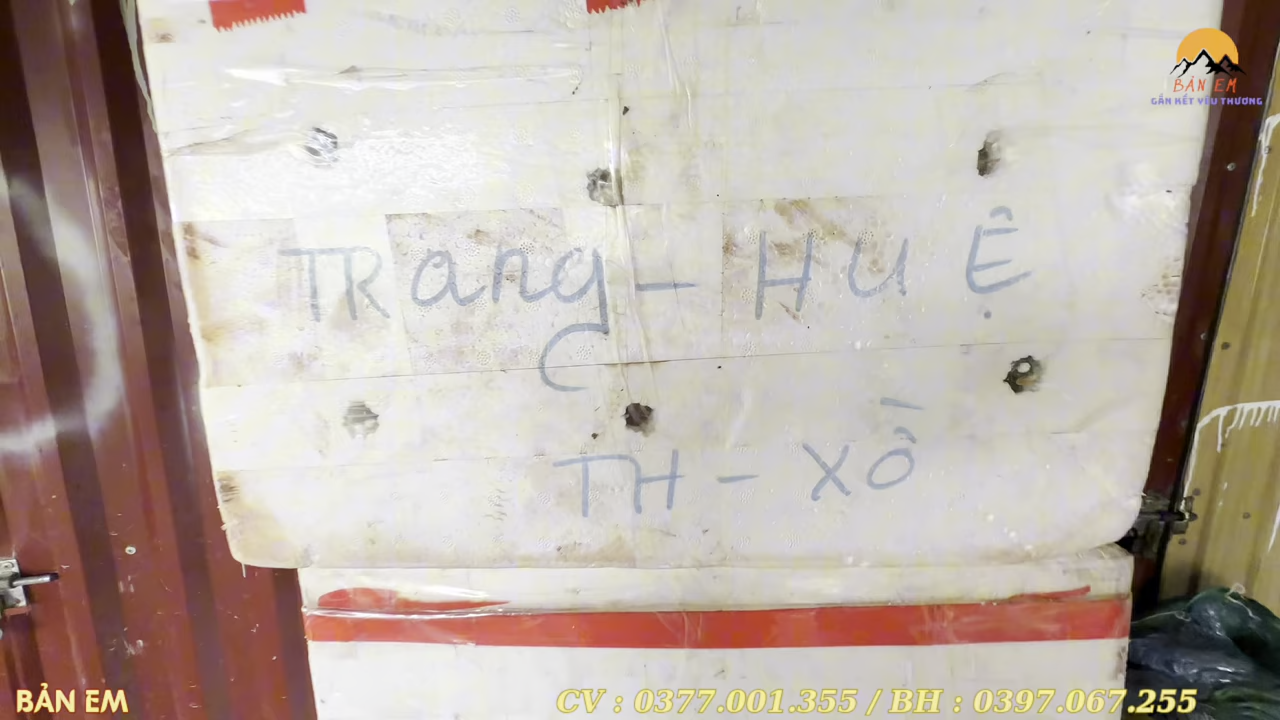 BẢN EM
GẮN KẾT YÊU THƯƠNG
TRang - HUỆ
TH - XỒ
BẢN EM
CV : 0377.001.355 / BH : 0397.067.255